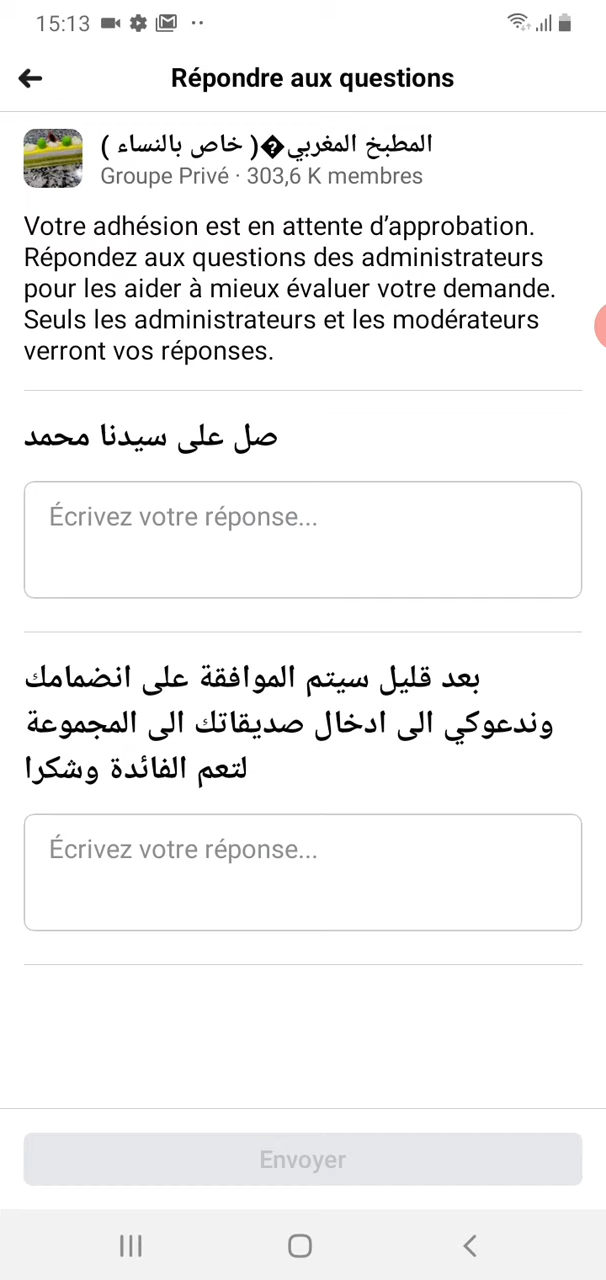 15:13
Répondre aux questions
المطبخ المغربي�( خاص بالنساء )
Groupe Privé · 303,6 K membres
Votre adhésion est en attente d’approbation.
Répondez aux questions des administrateurs
pour les aider à mieux évaluer votre demande.
Seuls les administrateurs et les modérateurs
verront vos réponses.
صل على سيدنا محمد
Écrivez votre réponse...
بعد قليل سيتم الموافقة على انضمامك
وندعوكي الى ادخال صديقاتك الى المجموعة
لتعم الفائدة وشكرا
Écrivez votre réponse...
Envoyer